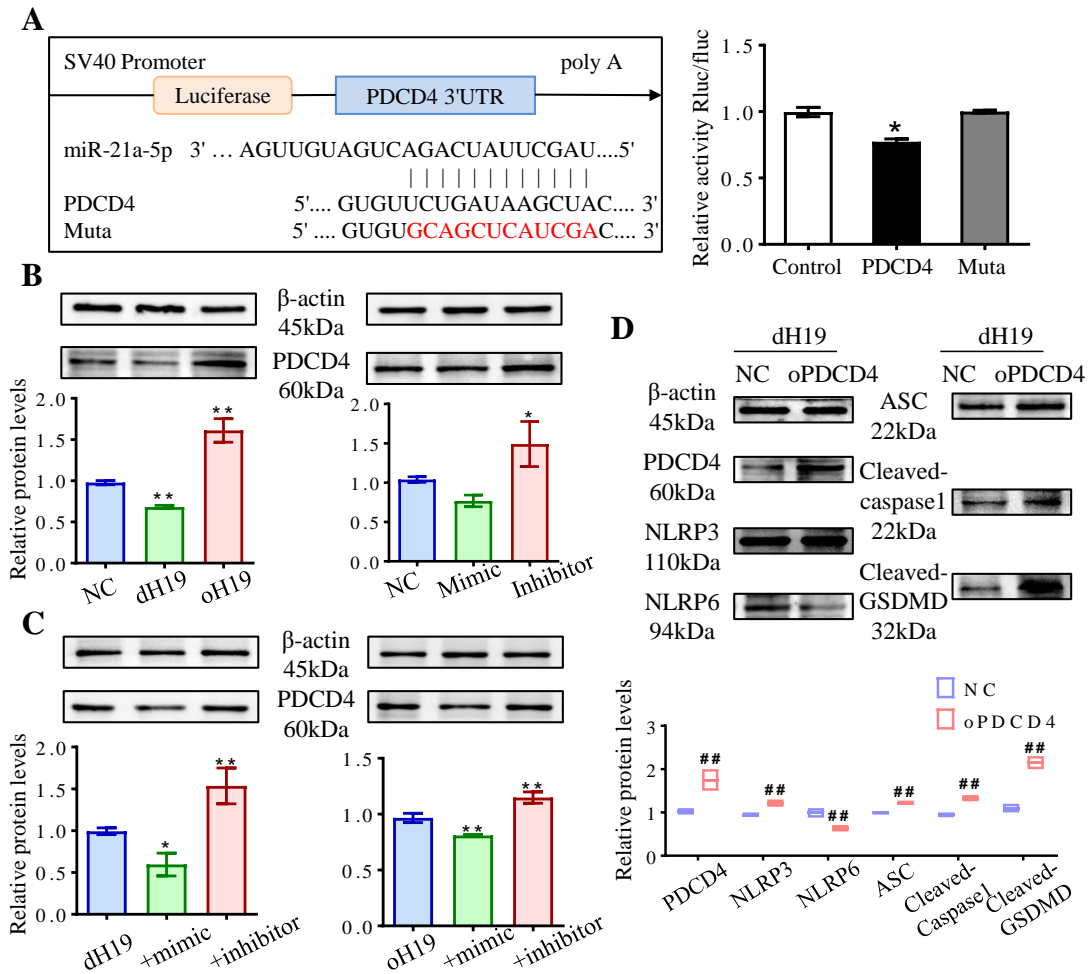 A
SV40 Promoter
poly A
Luciferase
PDCD4 3'UTR
miR-21a-5p 3' ... AGUUGUAGUCAGACUAUUCGAU....5'
PDCD4 5'.... GUGUUCUGAUAAGCUAC.... 3'
Muta 5' .... GUGUGCAGCUCAUCGAC.... 3'
Relative activity Rluc/fluc
1.5
1.0
0.5
0.0
*
Control PDCD4 Muta
B
β-actin
45kDa
PDCD4
60kDa
Relative protein levels
2.0
1.5
1.0
0.5
0.0
**
**
NC dH19 oH19
2.0
1.5
1.0
0.5
0.0
*
NC Mimic Inhibitor
C
β-actin
45kDa
PDCD4
60kDa
Relative protein levels
2.0
1.5
1.0
0.5
0.0
*
**
dH19 +mimic +inhibitor
1.5
1.0
0.5
0.0
**
**
oH19 +mimic +inhibitor
D
dH19
NC oPDCD4
β-actin
45kDa
PDCD4
60kDa
NLRP3
110kDa
NLRP6
94kDa
dH19
NC oPDCD4
ASC
22kDa
Cleaved-
caspase1
22kDa
Cleaved-
GSDMD
32kDa
NC
oPDCD4
Relative protein levels
3
2
1
0
##
##
##
##
##
##
PDCD4
NLRP3
NLRP6
ASC
Cleaved-
Caspase1
Cleaved-
GSDMD